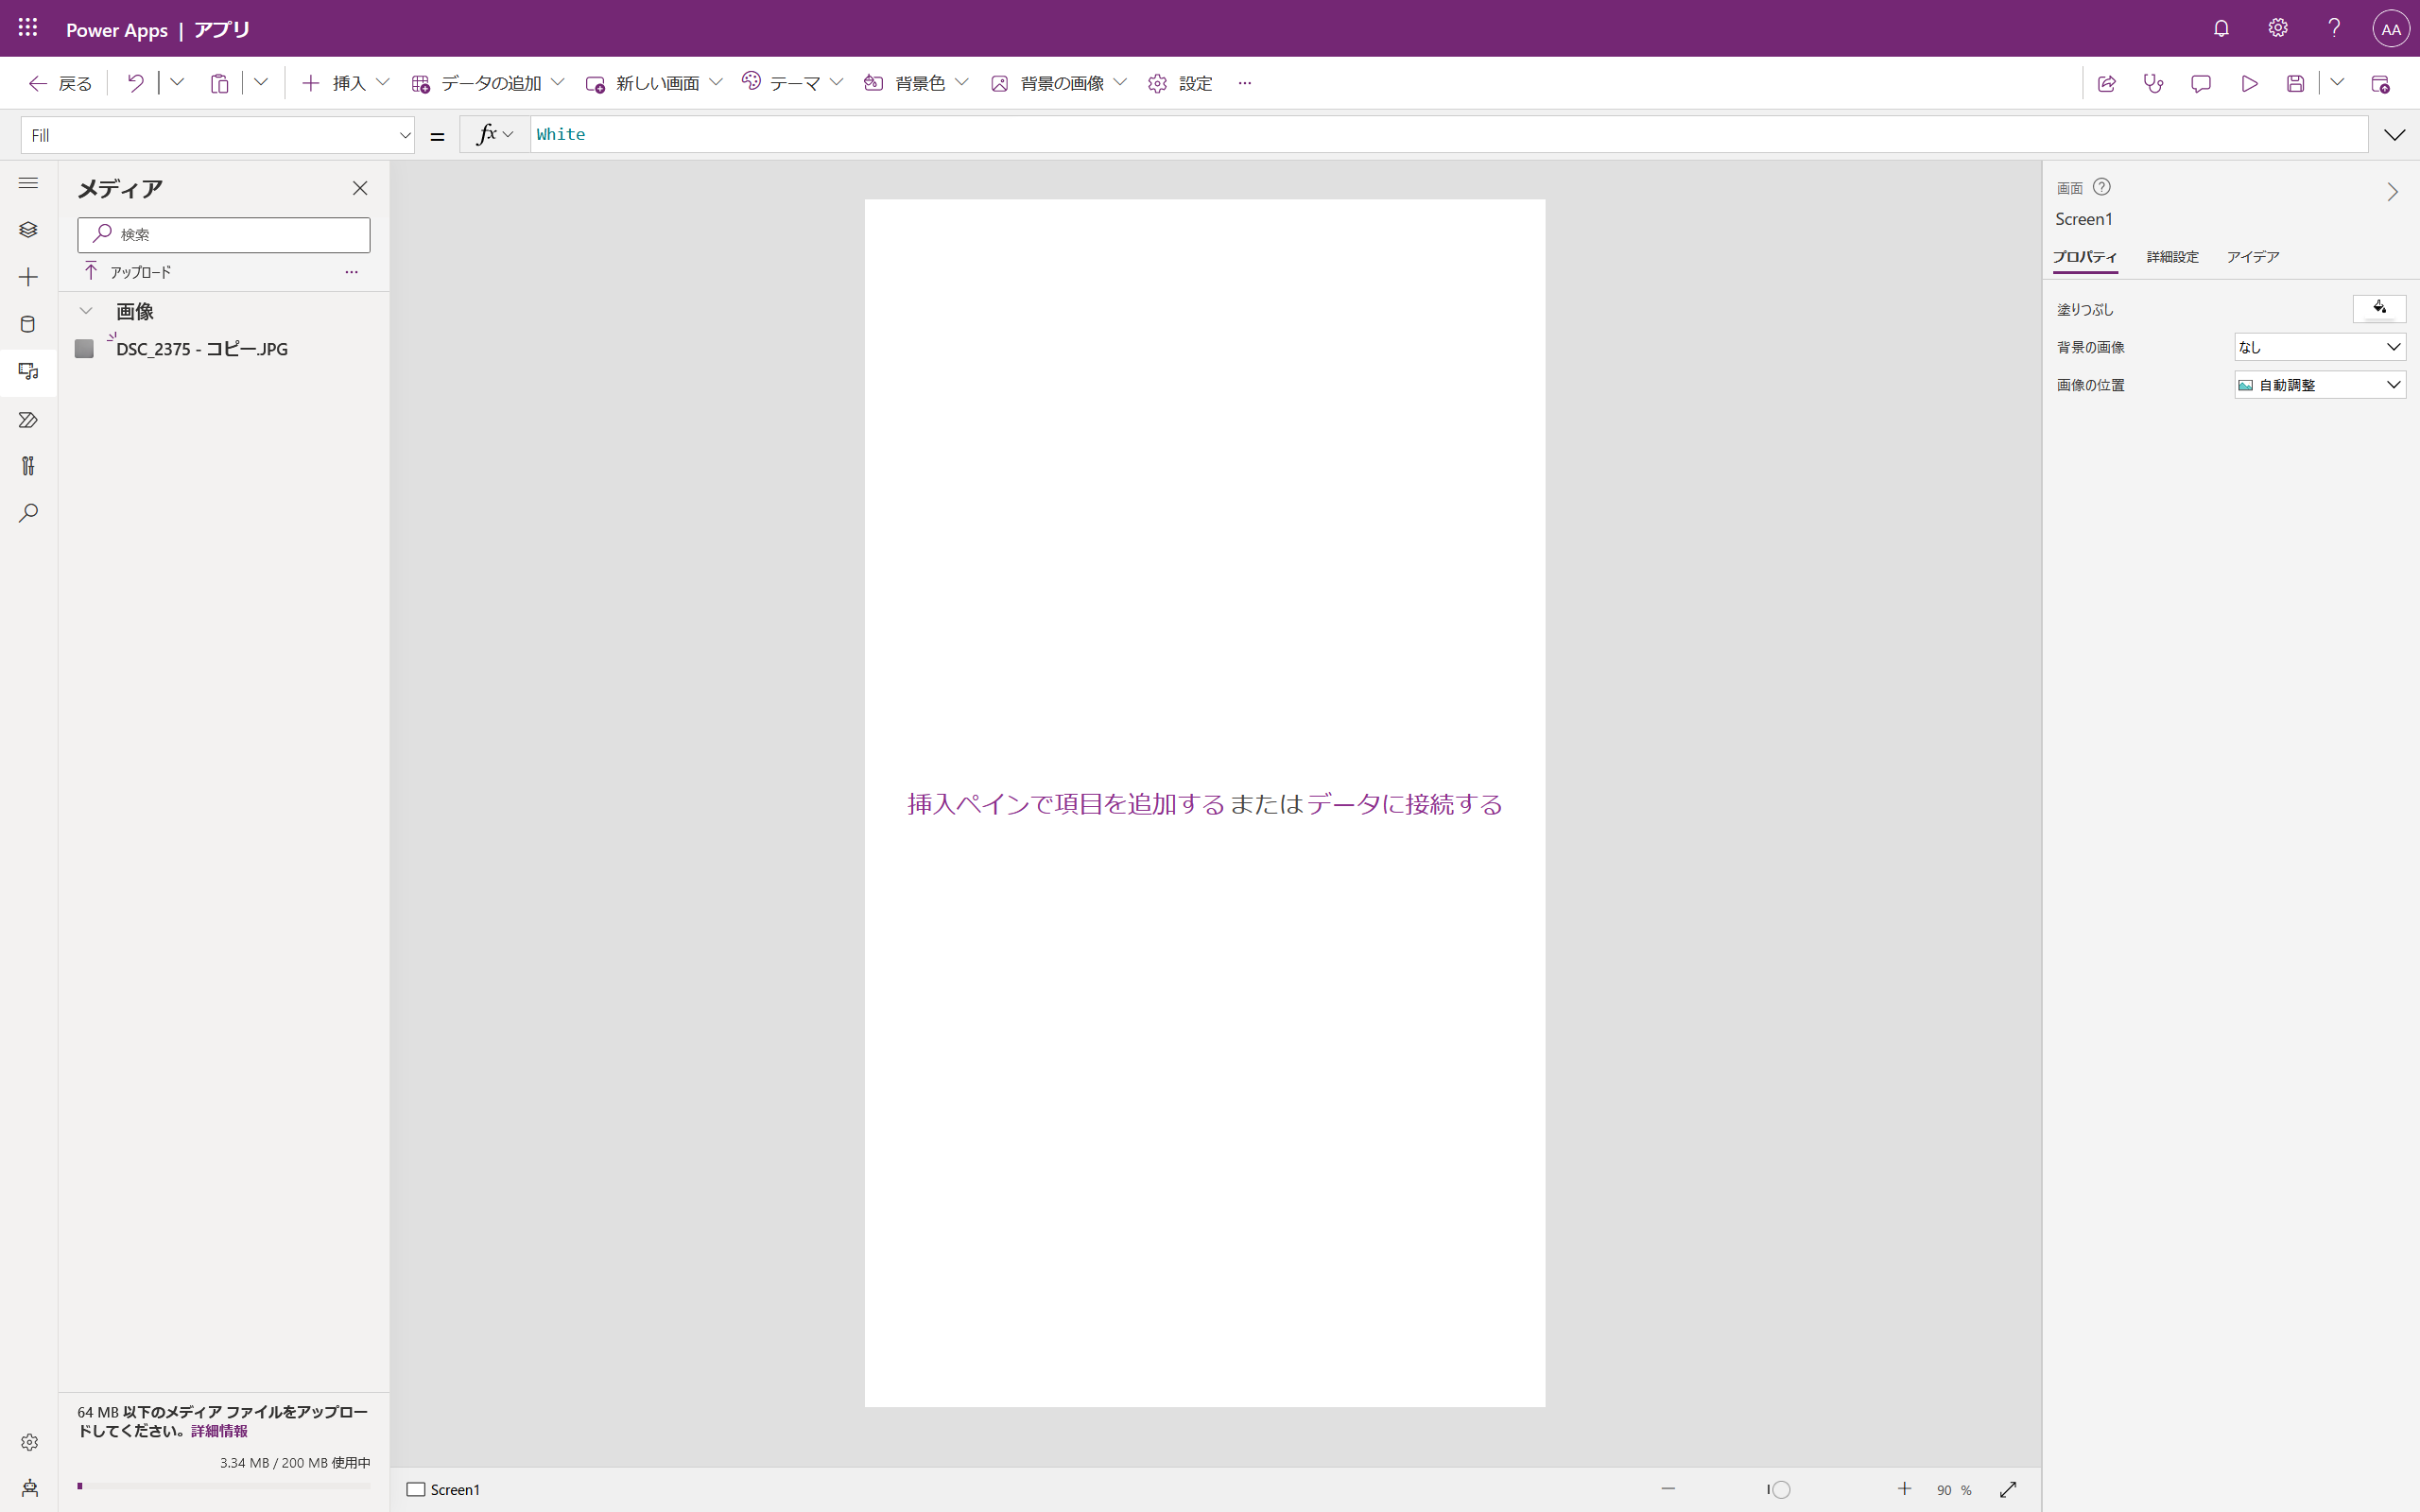 Power Apps | アプリ
AA
戻る
挿入
データの追加
新しい画面
テーマ
背景色
背景の画像
設定
Fill
=
fx
White
メディア
検索
アップロード
画像
DSC_2375 - コピー.JPG
64 MB 以下のメディア ファイルをアップロー
ドしてください。詳細情報
3.34 MB / 200 MB 使用中
挿入ペインで項目を追加する または データに接続する
Screen1
90 %
画面
Screen1
プロパティ
詳細設定
アイデア
塗りつぶし
背景の画像
なし
画像の位置
自動調整